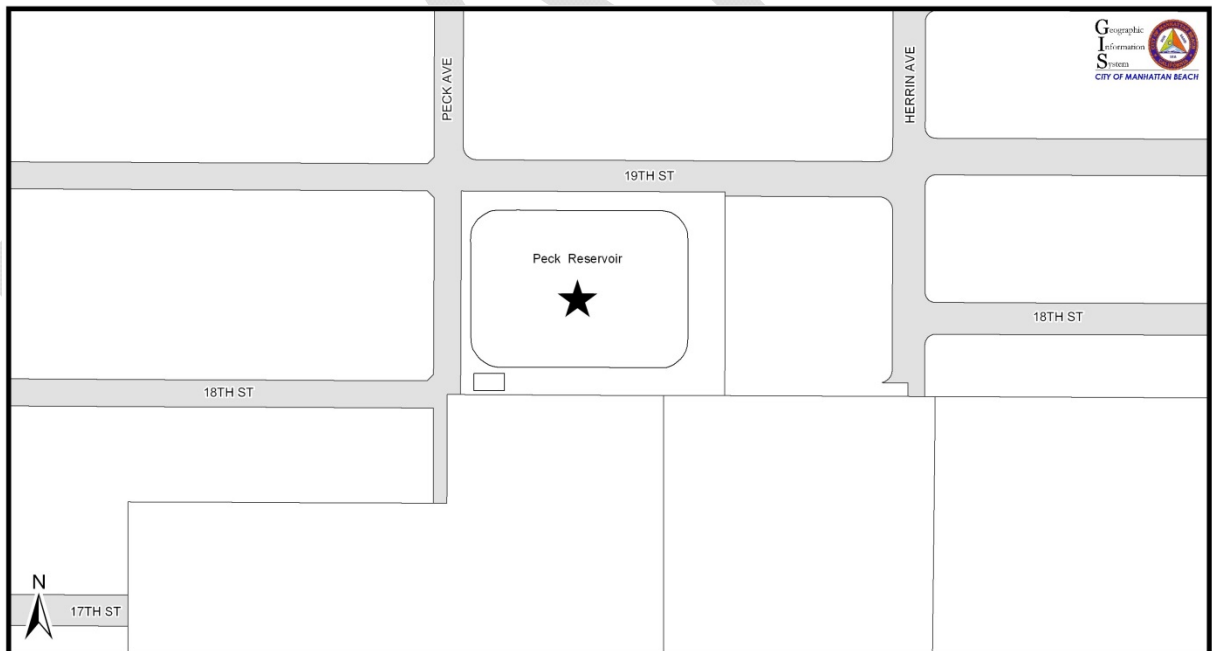 Geographic
Information
System
CITY OF MANHATTAN BEACH
PECK AVE
HERRIN AVE
19TH ST
Peck Reservoir
18TH ST
18TH ST
N
17TH ST